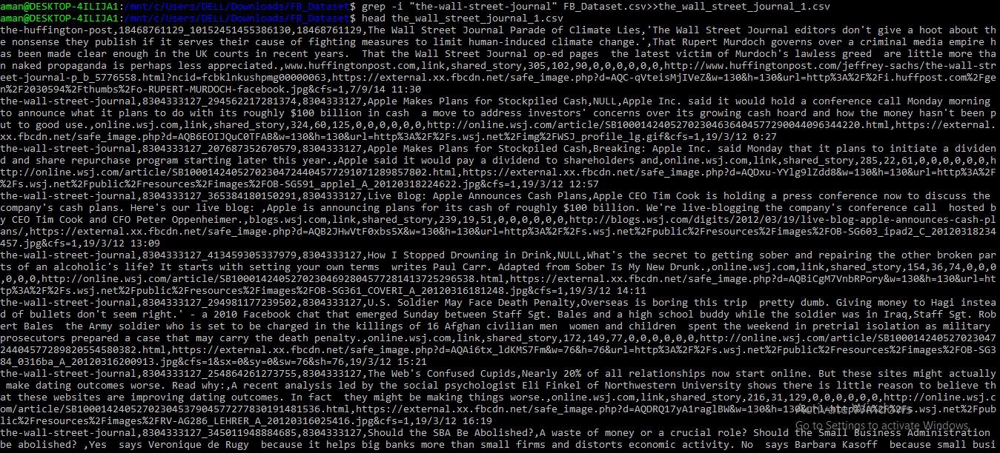 aman@DESKTOP-4ILIJA1:/mnt/c/Users/DELL/Downloads/FB_Dataset$ grep -i "the-wall-street-journal" FB_Dataset.csv>>the_wall_street_journal_1.csv
aman@DESKTOP-4ILIJA1:/mnt/c/Users/DELL/Downloads/FB_Dataset$ head the_wall_street_journal_1.csv
the-huffington-post,18468761129_10152451455386130,18468761129,The Wall Street Journal Parade of Climate Lies,'The Wall Street Journal editors don't give a hoot about th
e nonsense they publish if it serves their cause of fighting measures to limit human-induced climate change.',That Rupert Murdoch governs over a criminal media empire h
as been made clear enough in the UK courts in recent years.  That the Wall Street Journal op-ed pages  the latest victim of Murdoch's lawless greed  are little more tha
n naked propaganda is perhaps less appreciated.,www.huffingtonpost.com,link,shared_story,305,102,90,0,0,0,0,0,0,http://www.huffingtonpost.com/jeffrey-sachs/the-wall-str
eet-journal-p_b_5776558.html?ncid=fcbklnkushpmg00000063,https://external.xx.fbcdn.net/safe_image.php?d=AQC-qVteisMjIVeZ&w=130&h=130&url=http%3A%2F%2Fi.huffpost.com%2Fge
n%2F2030594%2Fthumbs%2Fo-RUPERT-MURDOCH-facebook.jpg&cfs=1,7/9/14 11:30
the-wall-street-journal,8304333127_294562217281374,8304333127,Apple Makes Plans for Stockpiled Cash,NULL,Apple Inc. said it would hold a conference call Monday morning
to announce what it plans to do with its roughly $100 billion in cash  a move to address investors' concerns over its growing cash hoard and how the money hasn't been p
ut to good use.,online.wsj.com,link,shared_story,324,60,125,0,0,0,0,0,0,http://online.wsj.com/article/SB10001424052702304636404577290044096344220.html,https://external.
xx.fbcdn.net/safe_image.php?d=AQB6EOIJQuC0TFAB&w=130&h=130&url=http%3A%2F%2Fs.wsj.net%2Fimg%2FWSJ_profile_lg.gif&cfs=1,19/3/12 0:27
the-wall-street-journal,8304333127_207687352670579,8304333127,Apple Makes Plans for Stockpiled Cash,Breaking: Apple Inc. said Monday that it plans to initiate a dividen
d and share repurchase program starting later this year.,Apple said it would pay a dividend to shareholders and,online.wsj.com,link,shared_story,285,22,61,0,0,0,0,0,0,h
ttp://online.wsj.com/article/SB10001424052702304724404577291071289857802.html,https://external.xx.fbcdn.net/safe_image.php?d=AQDxu-YYlg9lZdd8&w=130&h=130&url=http%3A%2F
%2Fs.wsj.net%2Fpublic%2Fresources%2Fimages%2FOB-SG591_applel_A_20120318224622.jpg&cfs=1,19/3/12 12:57
the-wall-street-journal,8304333127_365384180150291,8304333127,Live Blog: Apple Announces Cash Plans,Apple CEO Tim Cook is holding a press conference now to discuss the
company's cash plans. Here's our live blog: ,Apple is announcing plans for its cash of roughly $100 billion. We're live-blogging the company's conference call  hosted b
y CEO Tim Cook and CFO Peter Oppenheimer.,blogs.wsj.com,link,shared_story,239,19,51,0,0,0,0,0,0,http://blogs.wsj.com/digits/2012/03/19/live-blog-apple-announces-cash-pl
ans/,https://external.xx.fbcdn.net/safe_image.php?d=AQB2JHwVtF0xbs5X&w=130&h=130&url=http%3A%2F%2Fs.wsj.net%2Fpublic%2Fresources%2Fimages%2FOB-SG603_ipad2_C_20120318234
457.jpg&cfs=1,19/3/12 13:09
the-wall-street-journal,8304333127_413459305337979,8304333127,How I Stopped Drowning in Drink,NULL,What's the secret to getting sober and repairing the other broken par
ts of an alcoholic's life? It starts with setting your own terms  writes Paul Carr. Adapted from Sober Is My New Drunk.,online.wsj.com,link,shared_story,154,36,74,0,0,0
,0,0,0,http://online.wsj.com/article/SB10001424052702304692804577281413725296538.html,https://external.xx.fbcdn.net/safe_image.php?d=AQBiCgM7VnbRPory&w=130&h=130&url=ht
tp%3A%2F%2Fs.wsj.net%2Fpublic%2Fresources%2Fimages%2FOB-SG361_COVERI_A_20120316181248.jpg&cfs=1,19/3/12 14:11
the-wall-street-journal,8304333127_294981177239502,8304333127,U.S. Soldier May Face Death Penalty,Overseas is boring this trip  pretty dumb. Giving money to Hagi instea
d of bullets don't seem right.' - a 2010 Facebook chat that emerged Sunday between Staff Sgt. Bales and a high school buddy while the soldier was in Iraq,Staff Sgt. Rob
ert Bales  the Army soldier who is set to be charged in the killings of 16 Afghan civilian men  women and children  spent the weekend in pretrial isolation as military
prosecutors prepared a case that may carry the death penalty.,online.wsj.com,link,shared_story,172,149,77,0,0,0,0,0,0,http://online.wsj.com/article/SB100014240527023047
24404577289820554580382.html,https://external.xx.fbcdn.net/safe_image.php?d=AQAi6tx_ldKMS7Fm&w=76&h=76&url=http%3A%2F%2Fs.wsj.net%2Fpublic%2Fresources%2Fimages%2FOB-SG3
84_0316ba_A_20120316200913.jpg&cfs=1&sx=0&sy=0&sw=76&sh=76,19/3/12 15:21
the-wall-street-journal,8304333127_254864261273755,8304333127,The Web's Confused Cupids,Nearly 20% of all relationships now start online. But these sites might actually
 make dating outcomes worse. Read why:,A recent analysis led by the social psychologist Eli Finkel of Northwestern University shows there is little reason to believe th
at these websites are improving dating outcomes. In fact  they might be making things worse.,online.wsj.com,link,shared_story,216,31,129,0,0,0,0,0,0,http://online.wsj.c
om/article/SB10001424052702304537904577277830191481536.html,https://external.xx.fbcdn.net/safe_image.php?d=AQDRQ17yA1raglBW&w=130&h=130&url=http%3A%2F%2Fs.wsj.net%2Fpub
lic%2Fresources%2Fimages%2FRV-AG286_LEHRER_A_20120316025416.jpg&cfs=1,19/3/12 16:19
the-wall-street-journal,8304333127_345011948884685,8304333127,Should the SBA Be Abolished?,A waste of money or a crucial role? Should the Small Business Administration
be abolished? ,Yes  says Veronique de Rugy  because it helps big banks more than small firms and distorts economic activity. No  says Barbara Kasoff  because small busi
Activate Windows
Go to Settings to activate Windows.